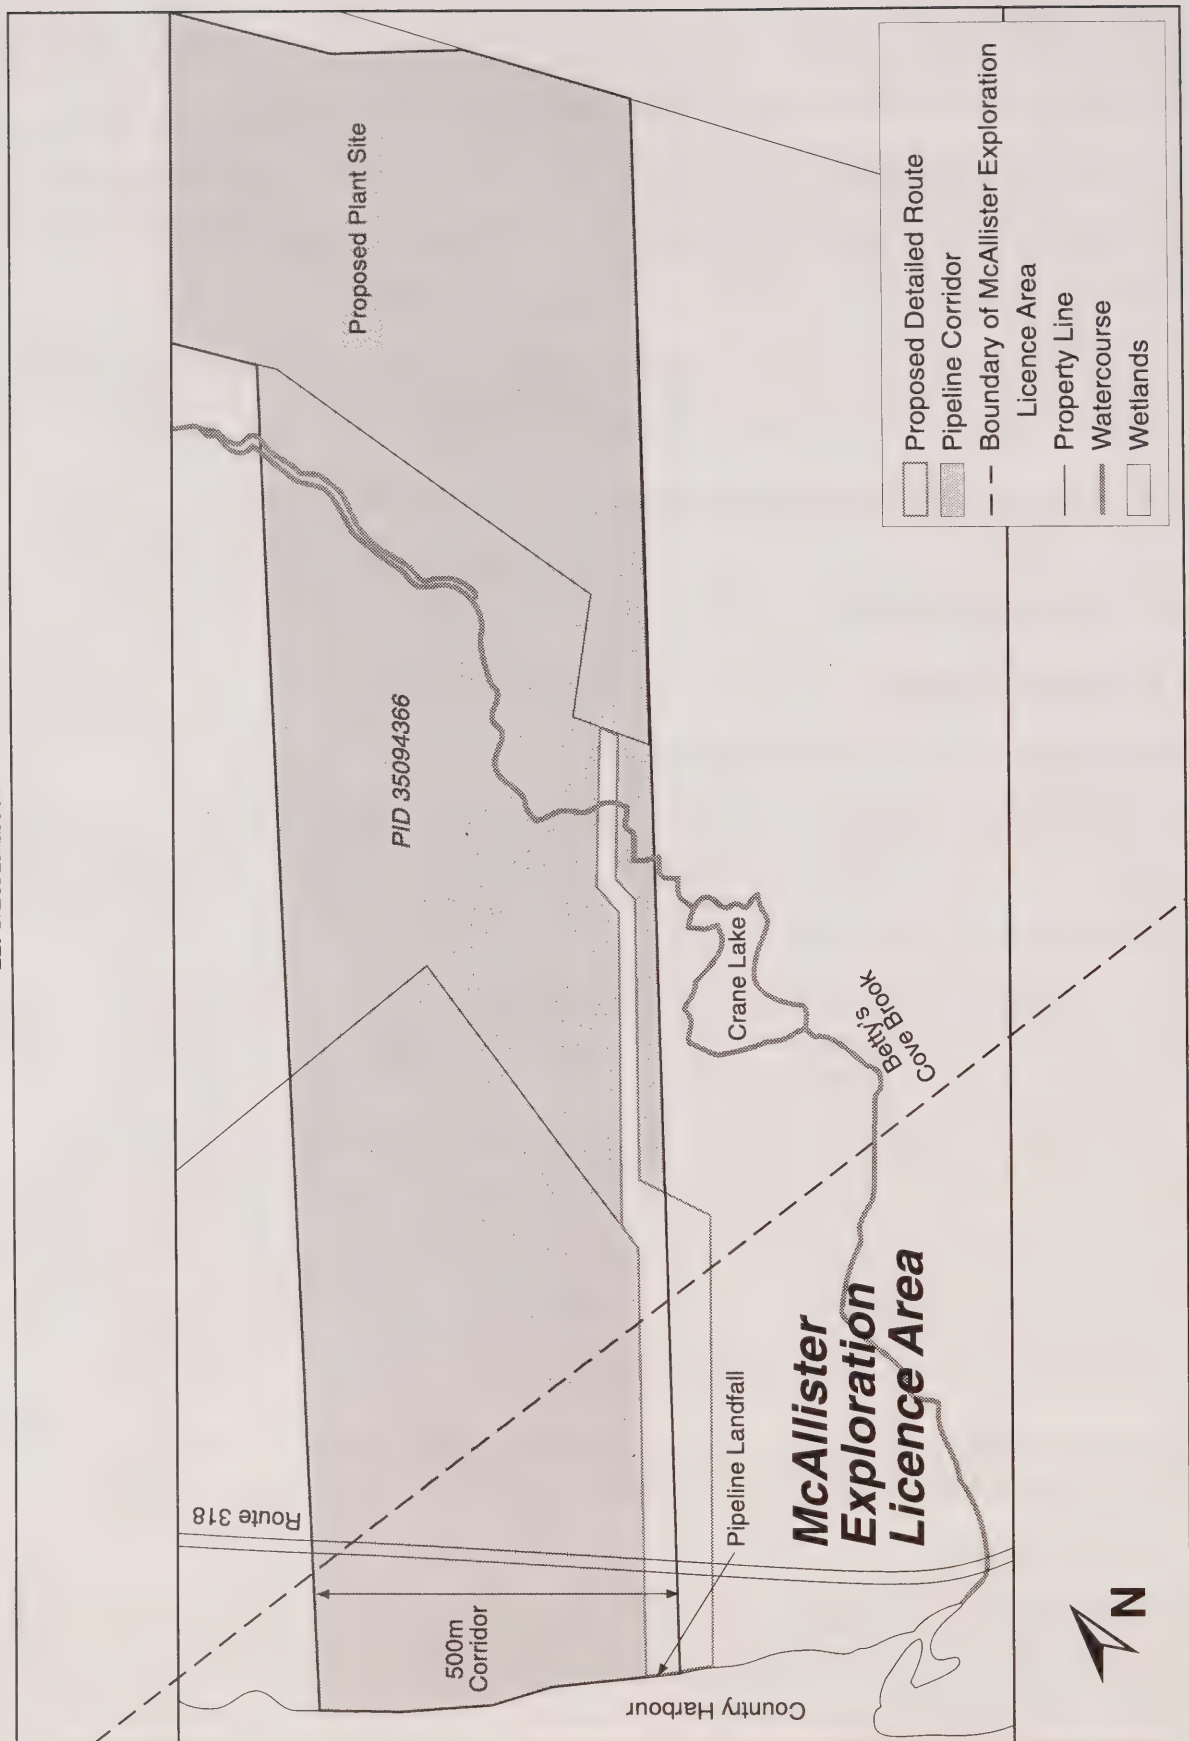 Proposed Plant Site
PID 35094366
Route 318
500m
Corridor
Pipeline Landfall
Country Harbour
Crane Lake
Betty's
Cove Brook
McAllister
Exploration
Licence Area
N
Proposed Detailed Route
Pipeline Corridor
Boundary of McAllister Exploration
Licence Area
Property Line
Watercourse
Wetlands